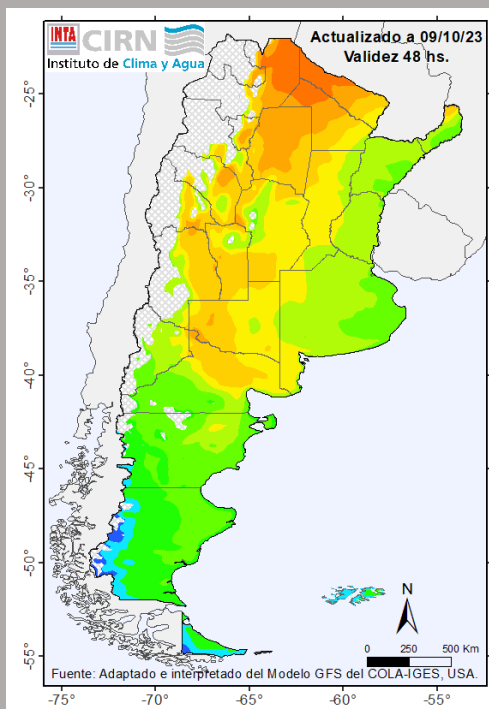 INTA CIRN
Instituto de Clima y Agua
Actualizado a 09/10/23
Validez 48 hs.
-25°
-30°
-35°
-40°
-45°
-50°
-55°
N
0 250 500 Km
Fuente: Adaptado e interpretado del Modelo GFS del COLA-IGES, USA.
-75° -70° -65° -60° -55°